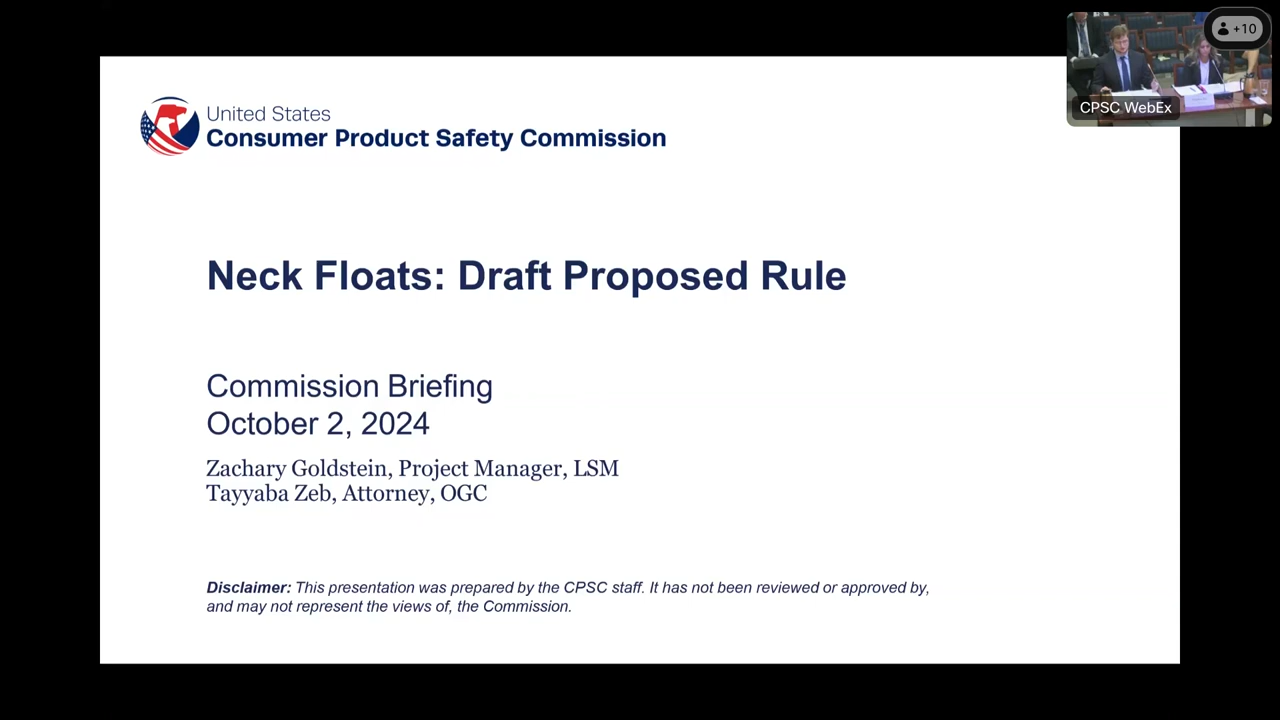 +10
CPSC WebEx
United States
Consumer Product Safety Commission
Neck Floats: Draft Proposed Rule
Commission Briefing
October 2, 2024
Zachary Goldstein, Project Manager, LSM
Tayyaba Zeb, Attorney, OGC
Disclaimer: This presentation was prepared by the CPSC staff. It has not been reviewed or approved by,
and may not represent the views of, the Commission.